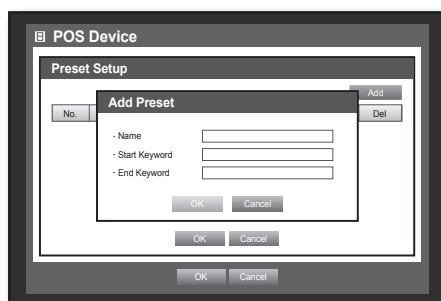 POS Device
Preset Setup
Add
No.
Del
Add Preset
· Name
· Start Keyword
· End Keyword
OK Cancel
OK Cancel
OK Cancel